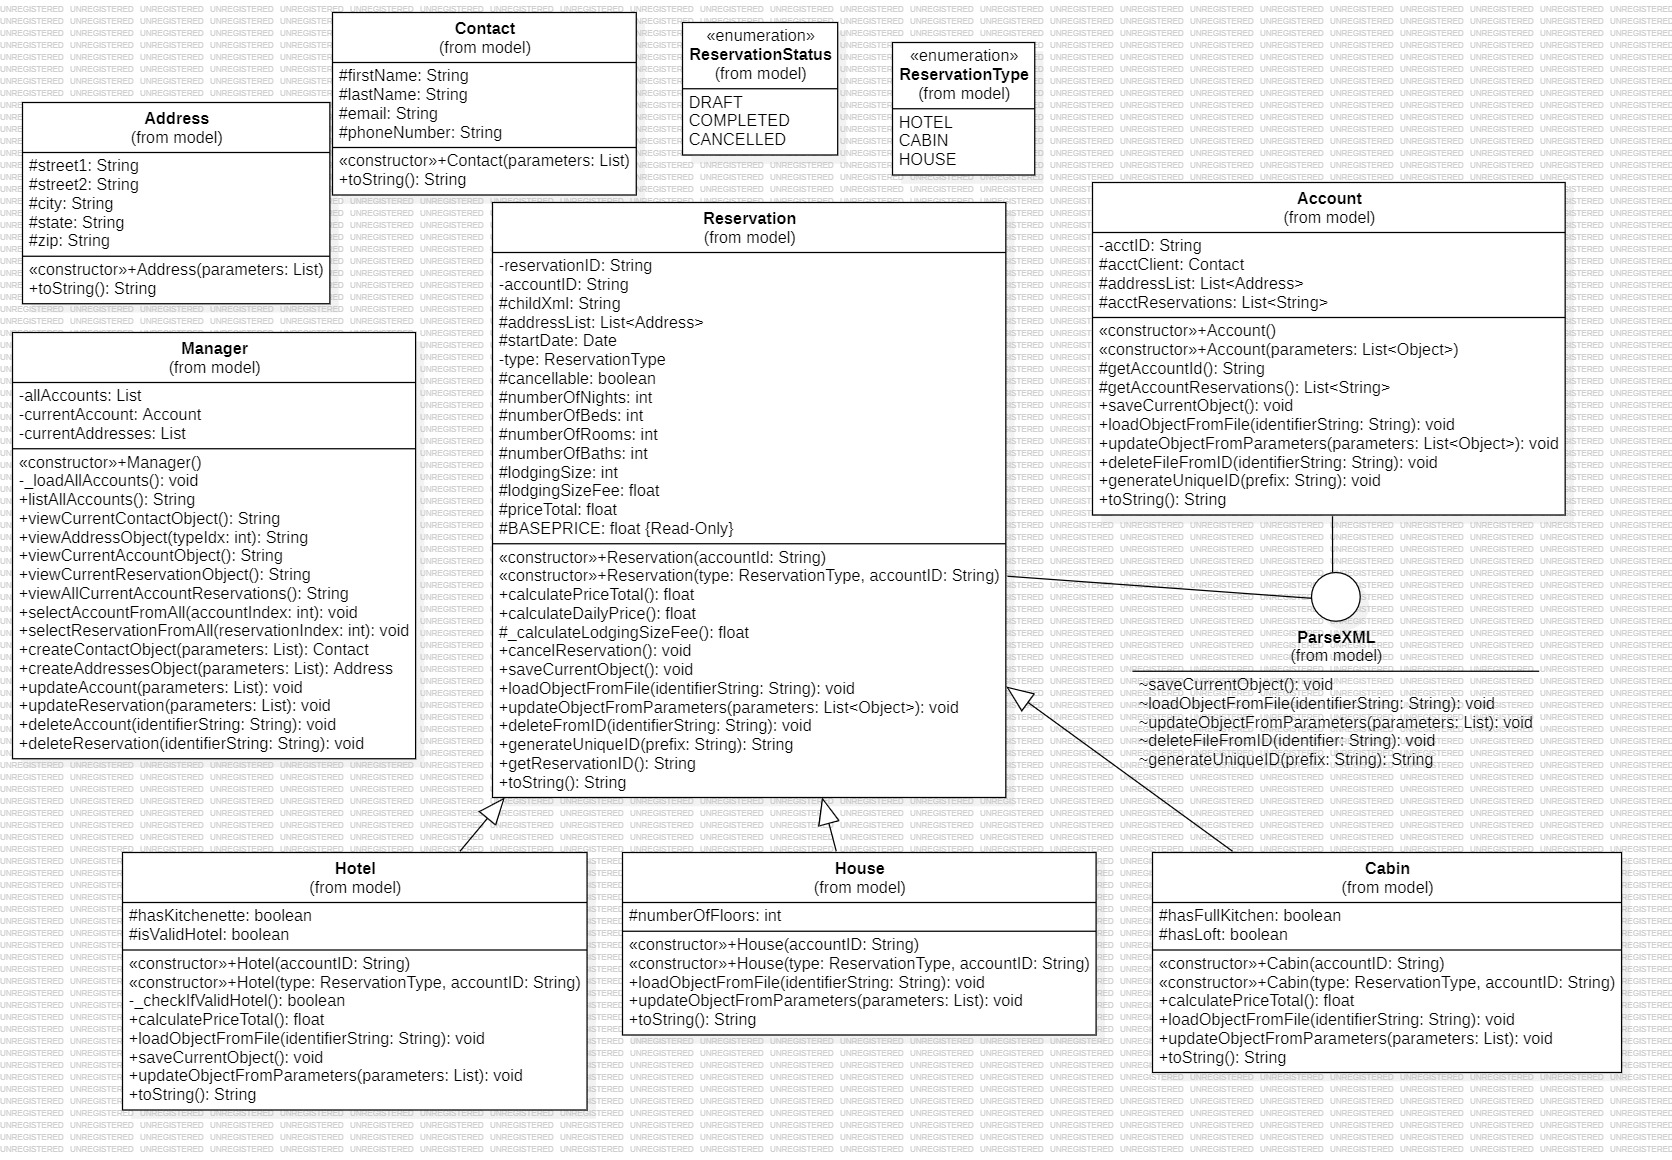 Contact
(from model)
#firstName: String
#lastName: String
#email: String
#phoneNumber: String
«constructor»+Contact(parameters: List)
+toString(): String
«enumeration»
ReservationStatus
(from model)
DRAFT
COMPLETED
CANCELLED
«enumeration»
ReservationType
(from model)
HOTEL
CABIN
HOUSE
Address
(from model)
#street1: String
#street2: String
#city: String
#state: String
#zip: String
«constructor»+Address(parameters: List)
+toString(): String
Manager
(from model)
-allAccounts: List
-currentAccount: Account
-currentAddresses: List
«constructor»+Manager()
-_loadAllAccounts(): void
+listAllAccounts(): String
+viewCurrentContactObject(): String
+viewAddressObject(typeIdx: int): String
+viewCurrentAccountObject(): String
+viewCurrentReservationObject(): String
+viewAllCurrentAccountReservations(): String
+selectAccountFromAll(accountIndex: int): void
+selectReservationFromAll(reservationIndex: int): void
+createContactObject(parameters: List): Contact
+createAddressesObject(parameters: List): Address
+updateAccount(parameters: List): void
+updateReservation(parameters: List): void
+deleteAccount(identifierString: String): void
+deleteReservation(identifierString: String): void
Reservation
(from model)
-reservationID: String
-accountID: String
#childXml: String
#addressList: List<Address>
#startDate: Date
-type: ReservationType
#cancellable: boolean
#numberOfNights: int
#numberOfBeds: int
#numberOfRooms: int
#numberOfBaths: int
#lodgingSize: int
#lodgingSizeFee: float
#priceTotal: float
#BASEPRICE: float {Read-Only}
«constructor»+Reservation(accountId: String)
«constructor»+Reservation(type: ReservationType, accountID: String)
+calculatePriceTotal(): float
+calculateDailyPrice(): float
#_calculateLodgingSizeFee(): float
+cancelReservation(): void
+saveCurrentObject(): void
+loadObjectFromFile(identifierString: String): void
+updateObjectFromParameters(parameters: List<Object>): void
+deleteFromID(identifierString: String): void
+generateUniqueID(prefix: String): String
+getReservationID(): String
+toString(): String
Account
(from model)
-acctID: String
#acctClient: Contact
#addressList: List<Address>
#acctReservations: List<String>
«constructor»+Account()
«constructor»+Account(parameters: List<Object>)
#getAccountId(): String
#getAccountReservations(): List<String>
+saveCurrentObject(): void
+loadObjectFromFile(identifierString: String): void
+updateObjectFromParameters(parameters: List<Object>): void
+deleteFileFromID(identifierString: String): void
+generateUniqueID(prefix: String): void
+toString(): String
ParseXML
(from model)
~saveCurrentObject(): void
~loadObjectFromFile(identifierString: String): void
~updateObjectFromParameters(parameters: List): void
~deleteFileFromID(identifier: String): void
~generateUniqueID(prefix: String): String
Hotel
(from model)
#hasKitchenette: boolean
#isValidHotel: boolean
«constructor»+Hotel(accountID: String)
«constructor»+Hotel(type: ReservationType, accountID: String)
-_checkIfValidHotel(): boolean
+calculatePriceTotal(): float
+loadObjectFromFile(identifierString: String): void
+saveCurrentObject(): void
+updateObjectFromParameters(parameters: List): void
+toString(): String
House
(from model)
#numberOfFloors: int
«constructor»+House(accountID: String)
«constructor»+House(type: ReservationType, accountID: String)
+loadObjectFromFile(identifierString: String): void
+updateObjectFromParameters(parameters: List): void
+toString(): String
Cabin
(from model)
#hasFullKitchen: boolean
#hasLoft: boolean
«constructor»+Cabin(accountID: String)
«constructor»+Cabin(type: ReservationType, accountID: String)
+calculatePriceTotal(): float
+loadObjectFromFile(identifierString: String): void
+updateObjectFromParameters(parameters: List): void
+toString(): String
UNREGISTERED